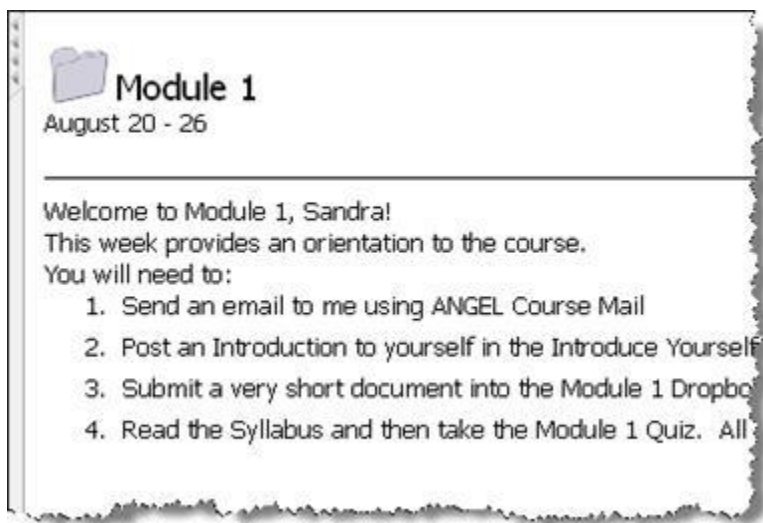 Module 1
August 20 - 26
Welcome to Module 1, Sandra!
This week provides an orientation to the course.
You will need to:
1. Send an email to me using ANGEL Course Mail
2. Post an Introduction to yourself in the Introduce Yourself
3. Submit a very short document into the Module 1
4. Read the Syllabus and then take the Module 1 Quiz. All